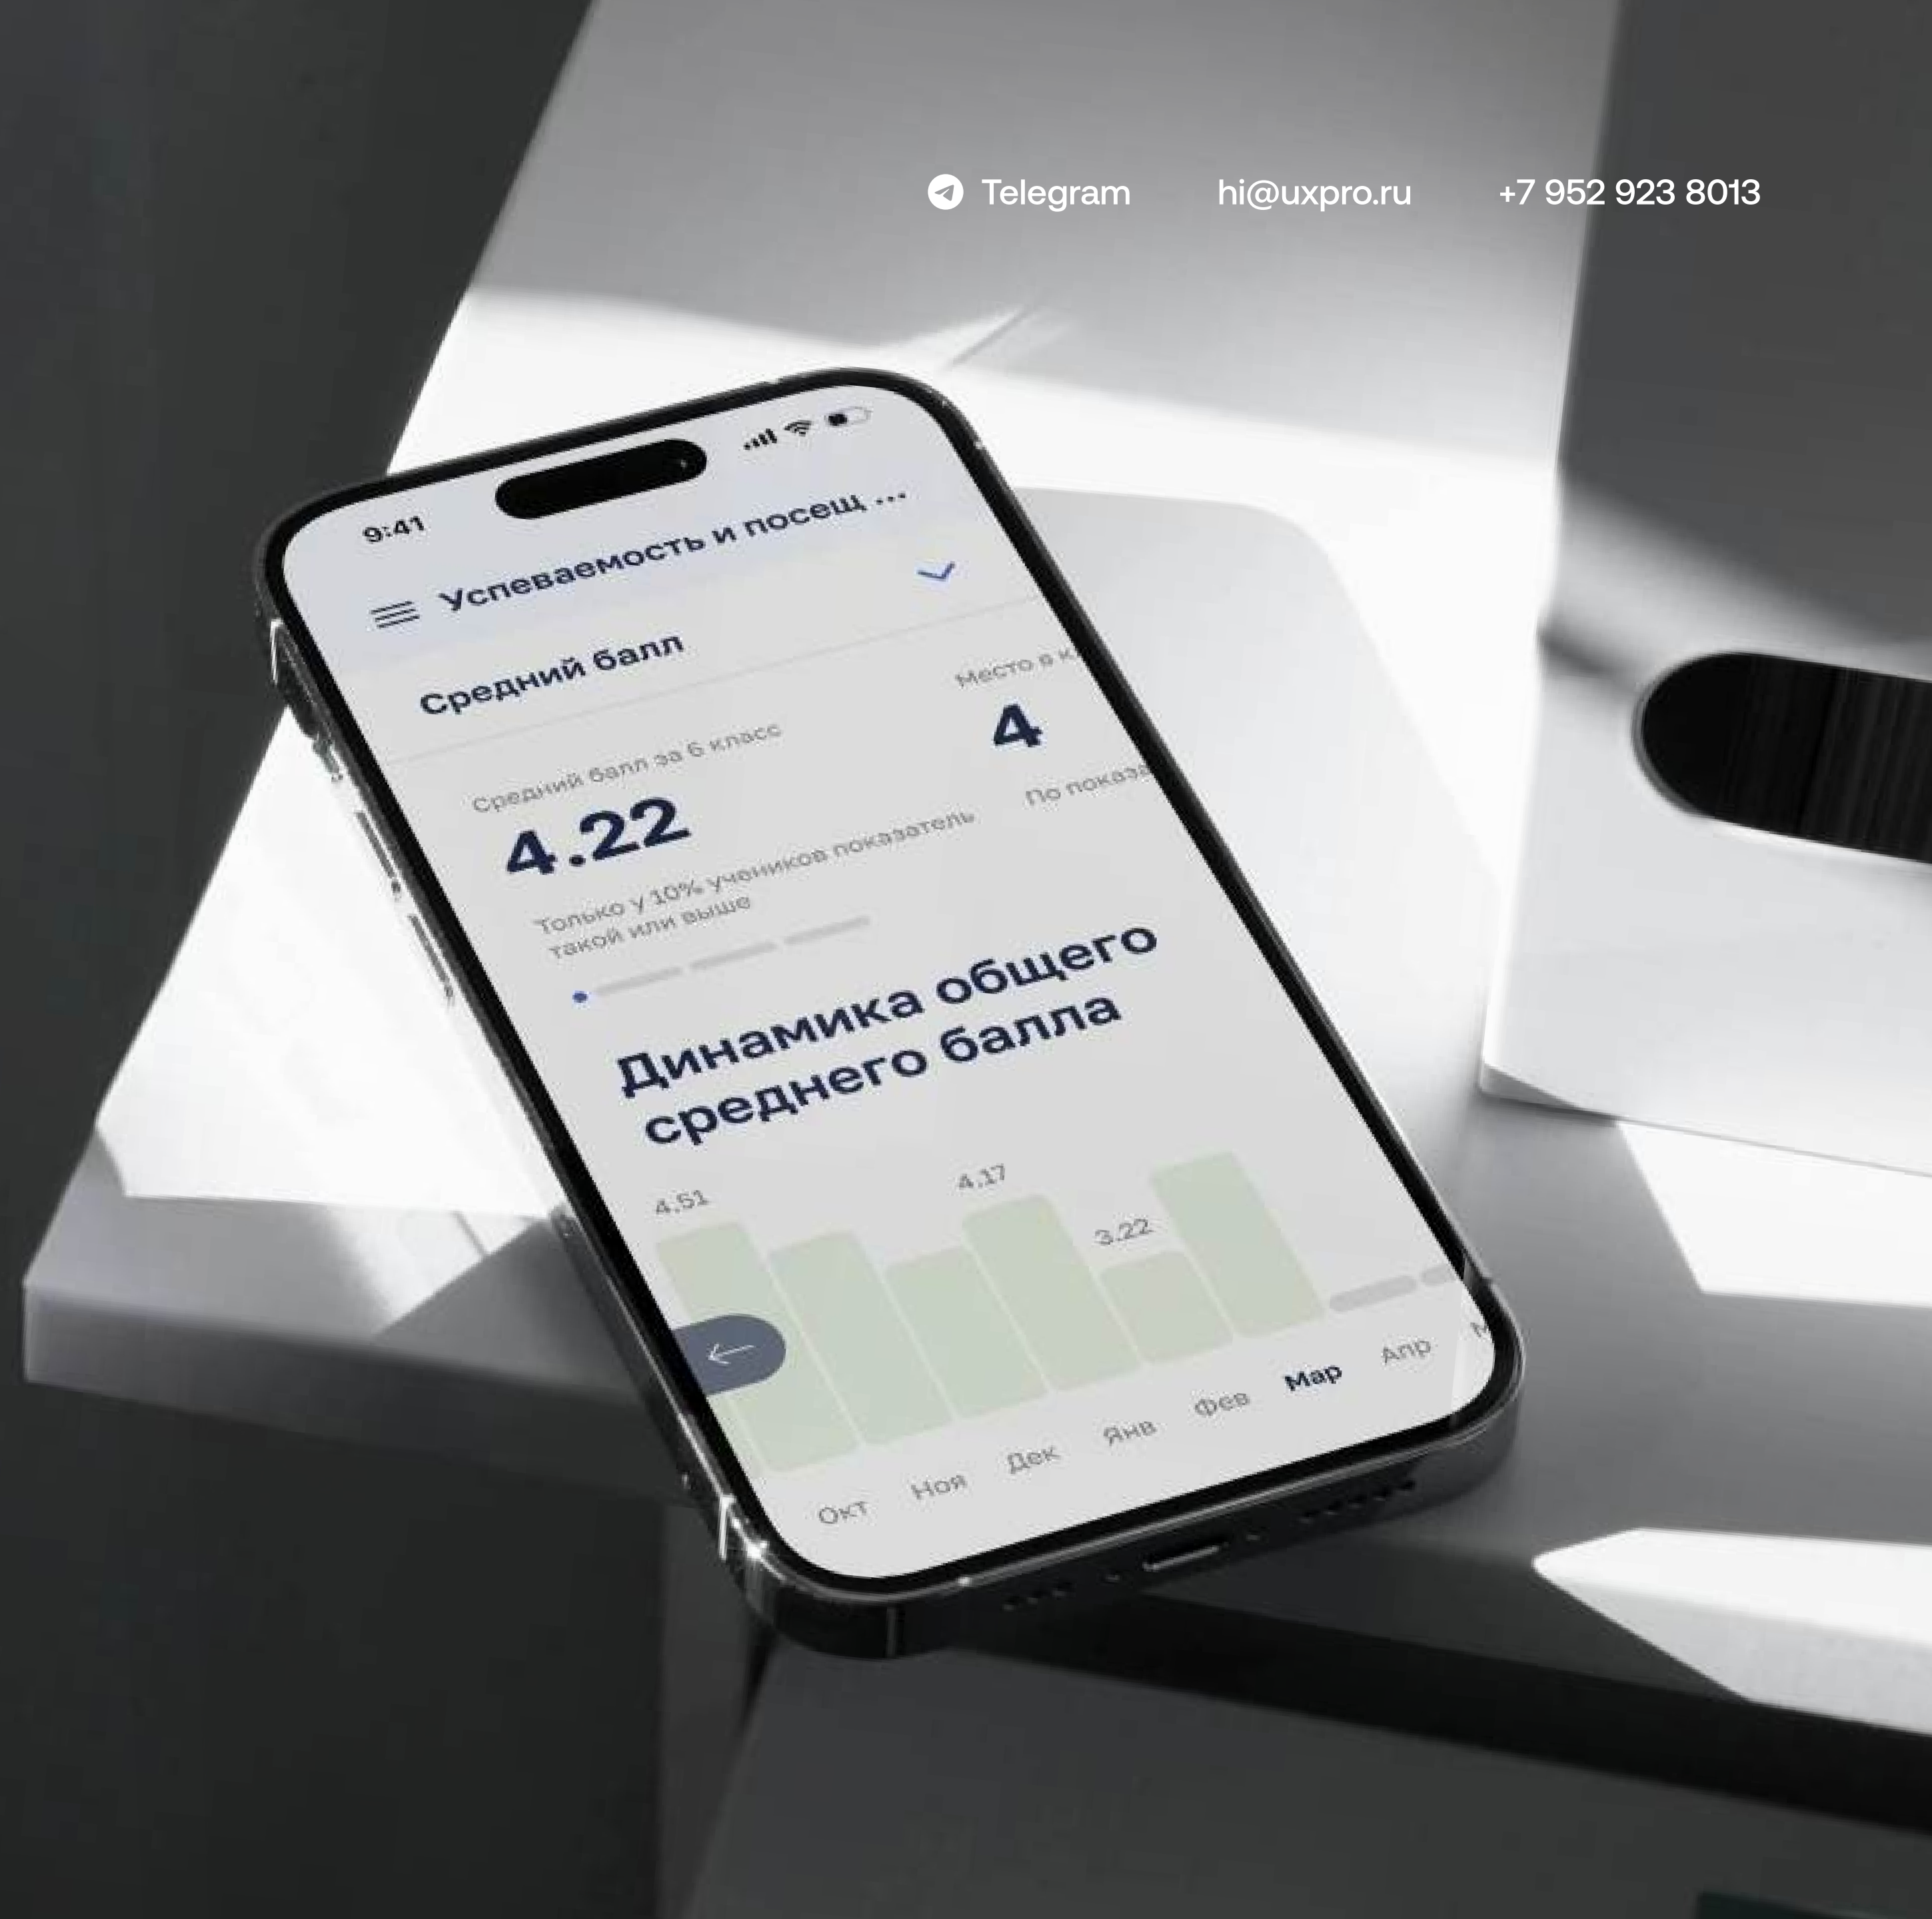 Telegram
hi@uxpro.ru
+7 952 923 8013
9:41
Успеваемость и посещ ...
Средний балл
Средний балл за 6 класс
4.22
Только у 10% учеников показатель
такой или выше
Место в к
4
По показа
Динамика общего
среднего балла
4,51
4,17
3.22
Окт
Ноя
Дек
Янв
Фев
Мар
Апр